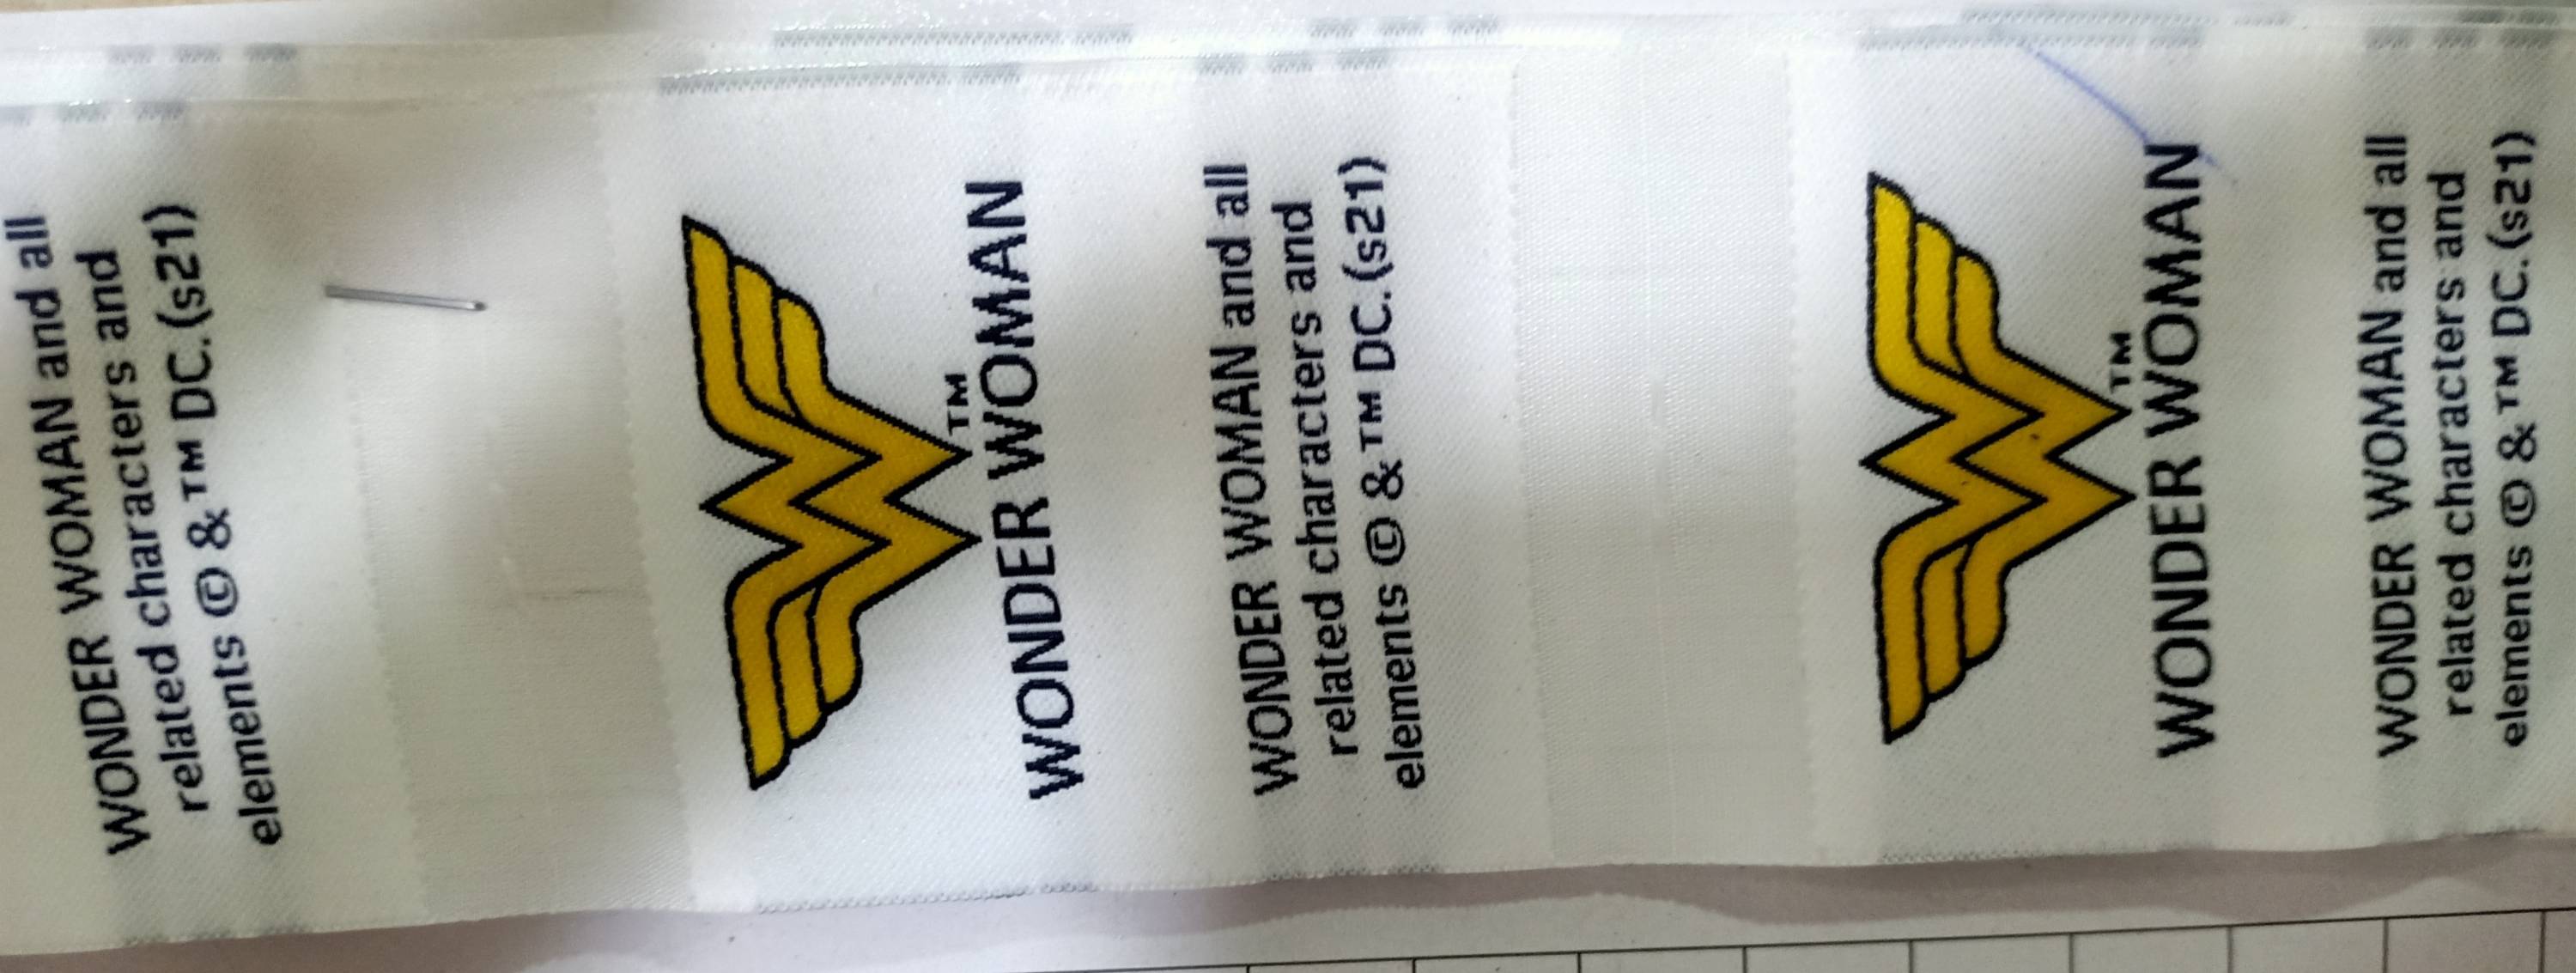 WONDER WOMAN and all
related characters and
elements © &™ DC.(s21)
TM
WONDER WOMAN
WONDER WOMAN and all
related characters and
elements © &™ DC.(s21)
TM
WONDER WOMAN
WONDER WOMAN and all
related characters and
elements © &™ DC.(s21)